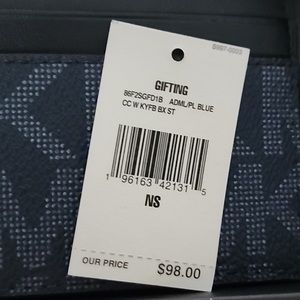 GIFTING
86F2SGFD1B ADML/PL BLUE
CC W KYFB BX ST
1 96163 42131 5
NS
OUR PRICE $98.00